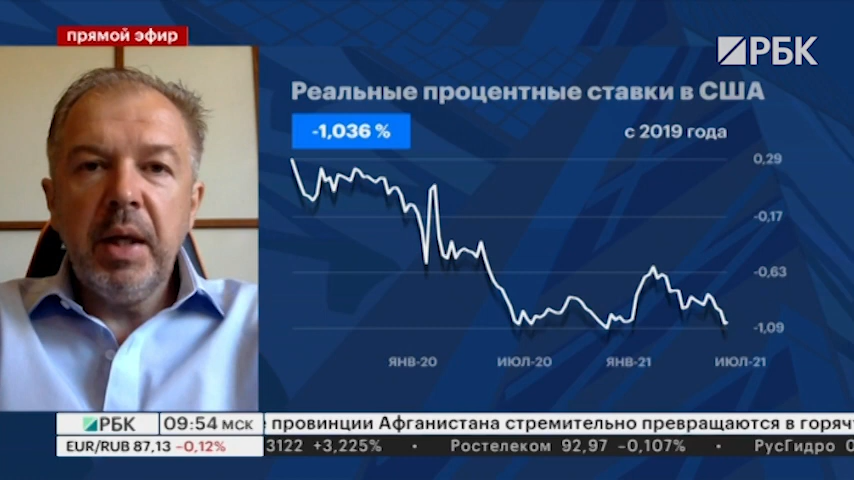 прямой эфир
РБК
Реальные процентные ставки в США
-1,036 %
с 2019 года
0,29
-0,17
-0,63
-1,09
ЯНВ-20 ИЮЛ-20 ЯНВ-21 ИЮЛ-21
РБК 09:54 МСК провинции Афганистана стремительно превращаются в горяч
EUR/RUB 87,13 -0,12% 3122 +3,225% • Ростелеком 92,97 -0,107% • РусГидро 0